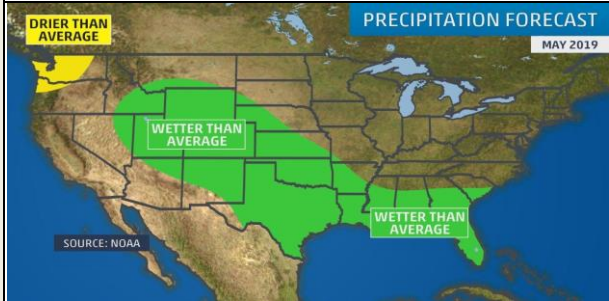 DRIER THAN
AVERAGE
PRECIPITATION FORECAST
MAY 2019
WETTER THAN
AVERAGE
WETTER THAN
AVERAGE
SOURCE: NOAA